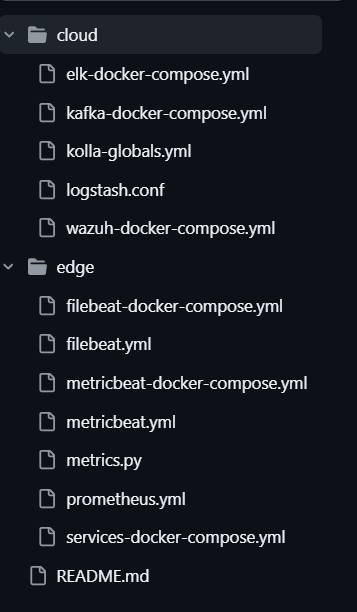 cloud
elk-docker-compose.yml
kafka-docker-compose.yml
kolla-globals.yml
logstash.conf
wazuh-docker-compose.yml
edge
filebeat-docker-compose.yml
filebeat.yml
metricbeat-docker-compose.yml
metricbeat.yml
metrics.py
prometheus.yml
services-docker-compose.yml
README.md